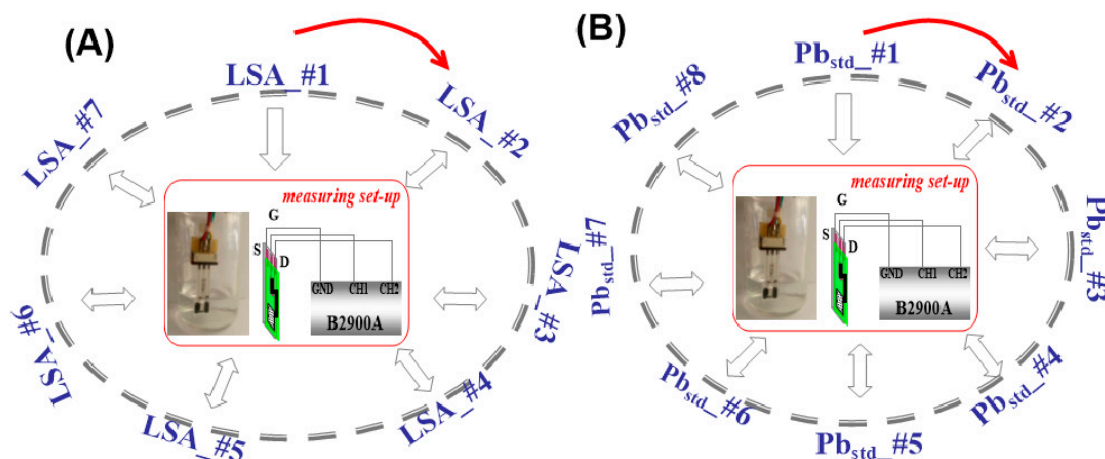 (A)
LSA_#1
LSA_#2
LSA_#3
LSA_#4
LSA_#5
LSA_#6
LSA_#7
measuring set-up
G
S
D
GND CH1 CH2
B2900A
(B)
Pbstd_#1
Pbstd_#2
Pbstd_#3
Pbstd_#4
Pbstd_#5
Pbstd_#6
Pbstd_#7
Pbstd_#8
measuring set-up
G
S
D
GND CH1 CH2
B2900A